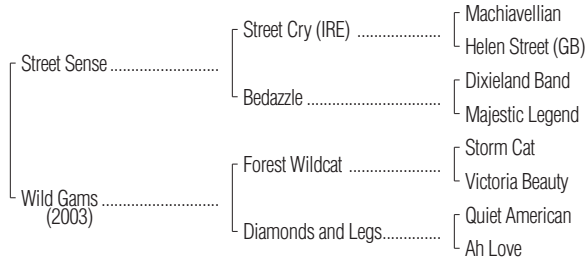 Machiavellian
Street Cry (IRE) ..................
Helen Street (GB)
Street Sense ........................
Dixieland Band
Bedazzle .............................
Majestic Legend
Storm Cat
Forest Wildcat ....................
Victoria Beauty
Wild Gams ..........................
(2003)
Quiet American
Diamonds and Legs.............
Ah Love